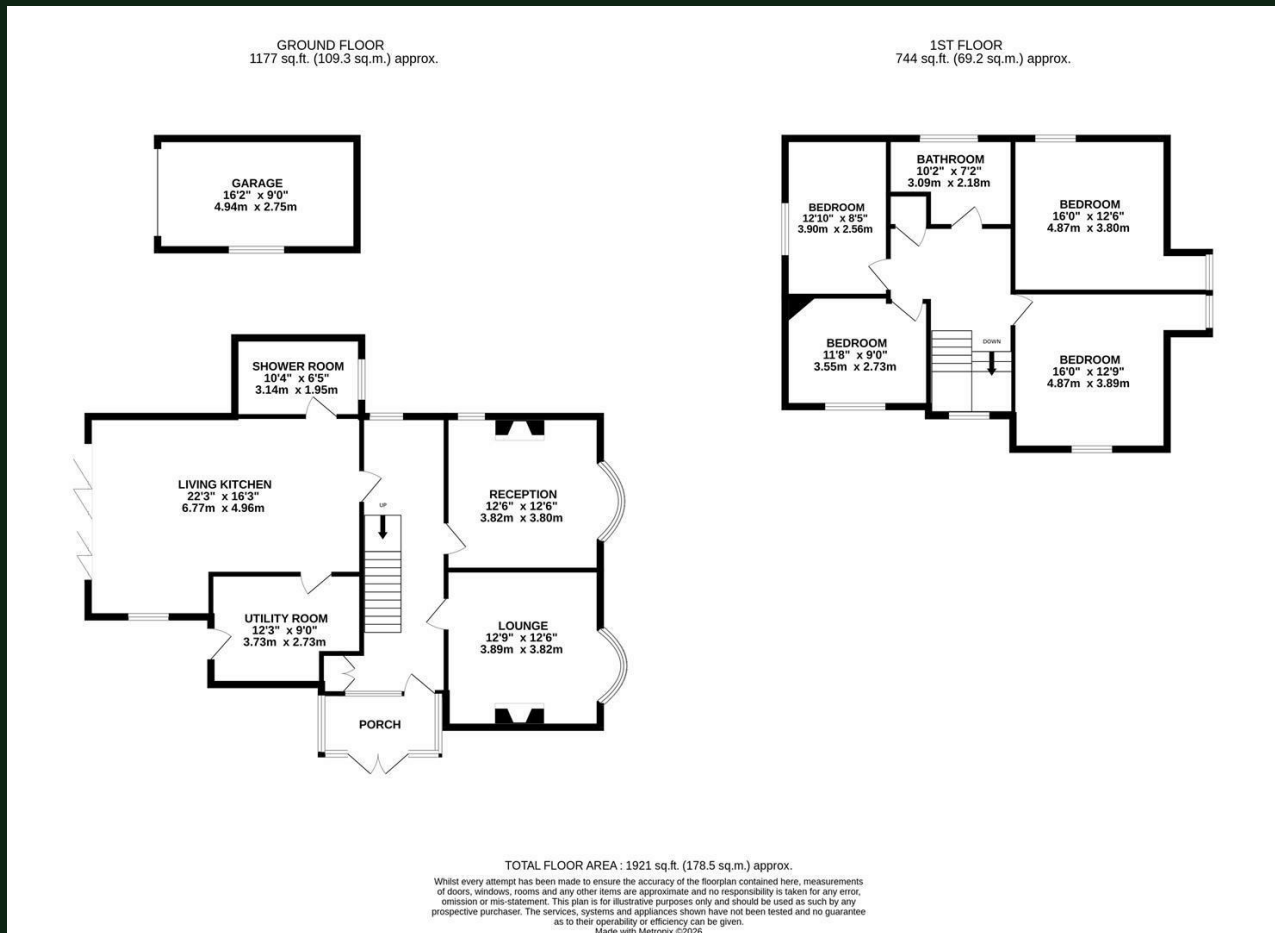 GROUND FLOOR
1177 sq.ft. (109.3 sq.m.) approx.
1ST FLOOR
744 sq.ft. (69.2 sq.m.) approx.
GARAGE
16'2" x 9'0"
4.94m x 2.75m
SHOWER ROOM
10'4" x 6'5"
3.14m x 1.95m
LIVING KITCHEN
22'3" x 16'3"
6.77m x 4.96m
UP
RECEPTION
12'6" x 12'6"
3.82m x 3.80m
UTILITY ROOM
12'3" x 9'0"
3.73m x 2.73m
LOUNGE
12'9" x 12'6"
3.89m x 3.82m
PORCH
BATHROOM
10'2" x 7'2"
3.09m x 2.18m
BEDROOM
12'10" x 8'5"
3.90m x 2.56m
BEDROOM
16'0" x 12'6"
4.87m x 3.80m
BEDROOM
11'8" x 9'0"
3.55m x 2.73m
DOWN
BEDROOM
16'0" x 12'9"
4.87m x 3.89m
TOTAL FLOOR AREA : 1921 sq.ft. (178.5 sq.m.) approx.
Whilst every attempt has been made to ensure the accuracy of the floorplan contained here, measurements
of doors, windows, rooms and any other items are approximate and no responsibility is taken for any error,
omission or mis-statement. This plan is for illustrative purposes only and should be used as such by any
prospective purchaser. The services, systems and appliances shown have not been tested and no guarantee
as to their operability or efficiency can be given.
Made with Metropix ©2026